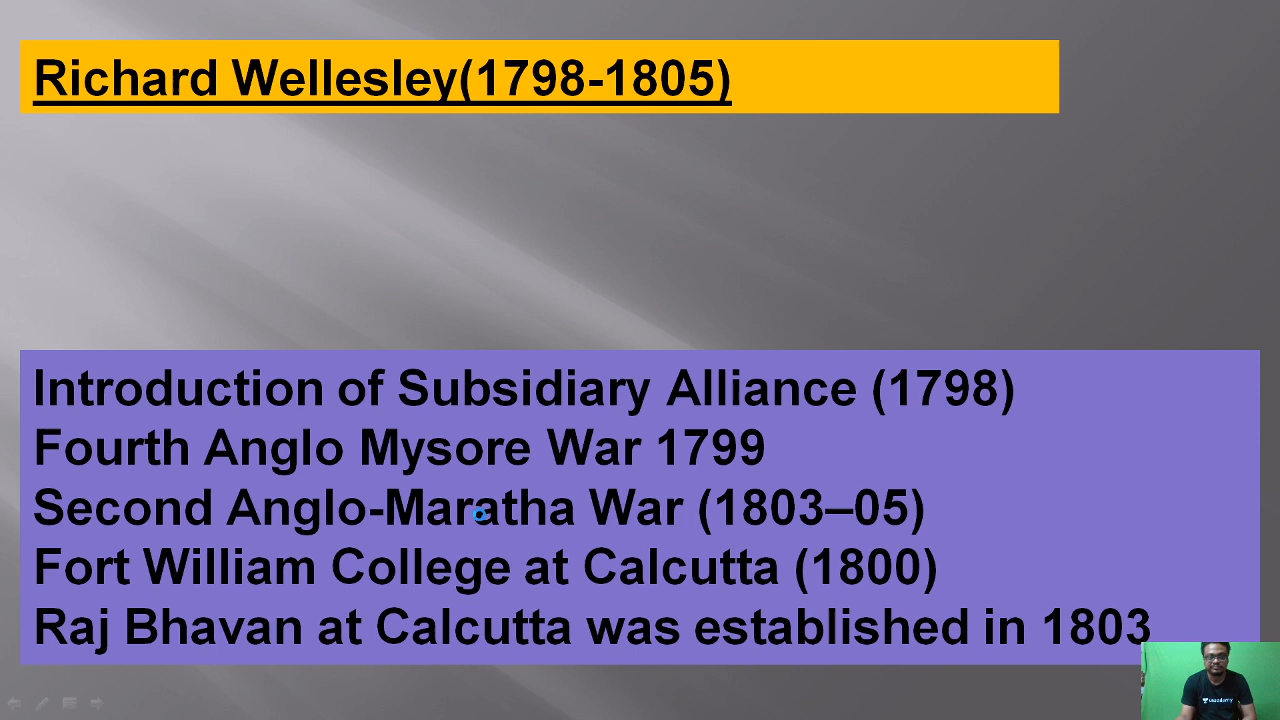 Richard Wellesley(1798-1805)
Introduction of Subsidiary Alliance (1798)
Fourth Anglo Mysore War 1799
Second Anglo-Maratha War (1803–05)
Fort William College at Calcutta (1800)
Raj Bhavan at Calcutta was established in 1803
unacademy